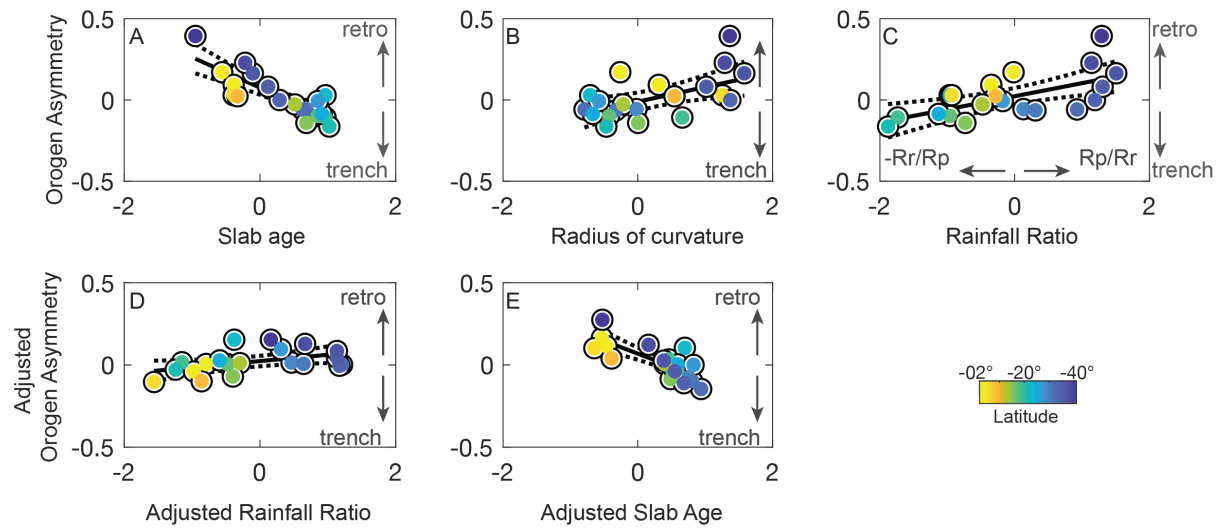 A
retro
trench
0.5
0
-0.5
-2
0
2
Orogen Asymmetry
Slab age
B
retro
trench
0.5
0
-0.5
-2
0
2
Radius of curvature
C
retro
trench
-Rr/Rp
Rp/Rr
0.5
0
-0.5
-2
0
2
Rainfall Ratio
D
retro
trench
0.5
0
-0.5
-2
0
2
Adjusted
Orogen Asymmetry
Adjusted Rainfall Ratio
E
retro
trench
0.5
0
-0.5
-2
0
2
Adjusted Slab Age
-02° -20° -40°
Latitude